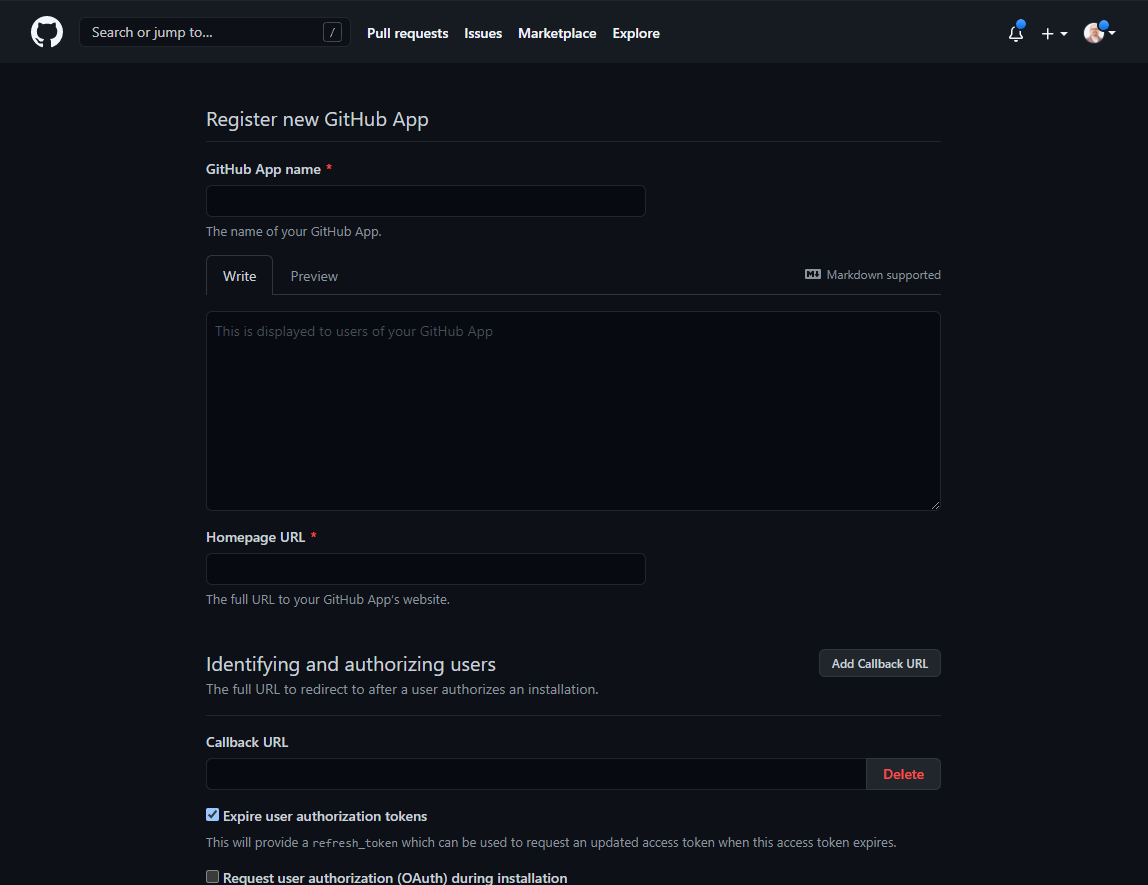 Search or jump to... /
Pull requests Issues Marketplace Explore
Register new GitHub App
GitHub App name *
The name of your GitHub App.
Write Preview Markdown supported
This is displayed to users of your GitHub App
Homepage URL *
The full URL to your GitHub App's website.
Identifying and authorizing users Add Callback URL
The full URL to redirect to after a user authorizes an installation.
Callback URL
Delete
Expire user authorization tokens
This will provide a refresh_token which can be used to request an updated access token when this access token expires.
Request user authorization (OAuth) during installation